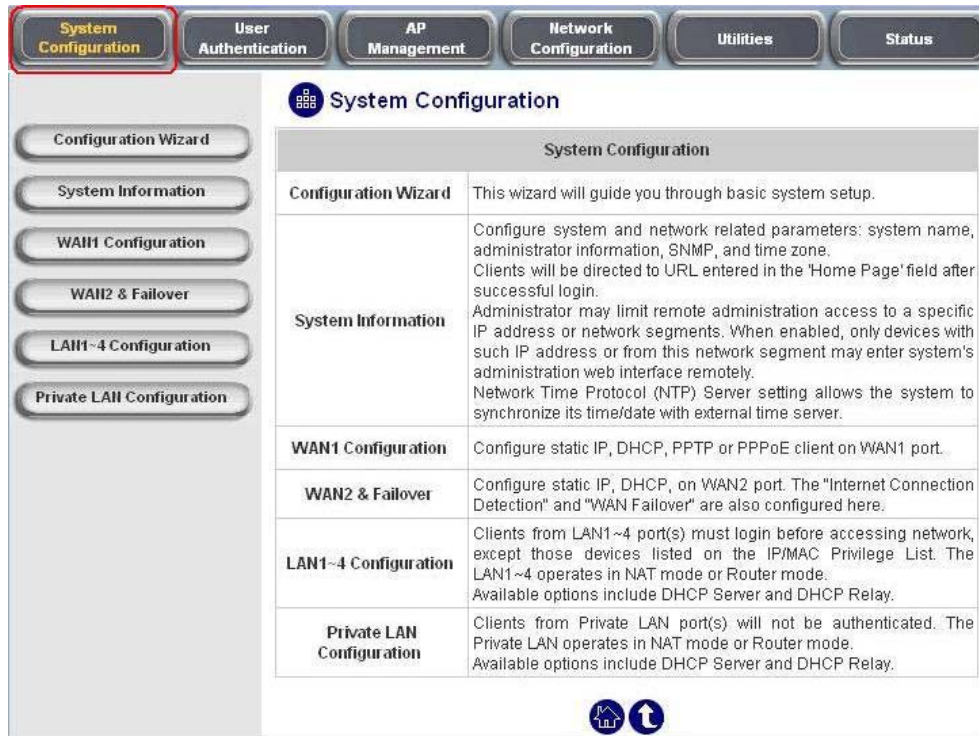 System
Configuration
User
Authentication
AP
Management
Network
Configuration
Utilities
Status
Configuration Wizard
System Information
WAN1 Configuration
WAN2 & Failover
LAN1~4 Configuration
Private LAN Configuration
System Configuration
System Configuration
Configuration Wizard
This wizard will guide you through basic system setup.
System Information
Configure system and network related parameters: system name,
administrator information, SNMP, and time zone.
Clients will be directed to URL entered in the 'Home Page' field after
successful login.
Administrator may limit remote administration access to a specific
IP address or network segments. When enabled, only devices with
such IP address or from this network segment may enter system's
administration web interface remotely.
Network Time Protocol (NTP) Server setting allows the system to
synchronize its time/date with external time server.
WAN1 Configuration
Configure static IP, DHCP, PPTP or PPPoE client on WAN1 port.
WAN2 & Failover
Configure static IP, DHCP, on WAN2 port. The "Internet Connection
Detection" and "WAN Failover" are also configured here.
LAN1~4 Configuration
Clients from LAN1~4 port(s) must login before accessing network,
except those devices listed on the IP/MAC Privilege List. The
LAN1~4 operates in NAT mode or Router mode.
Available options include DHCP Server and DHCP Relay.
Private LAN
Configuration
Clients from Private LAN port(s) will not be authenticated. The
Private LAN operates in NAT mode or Router mode.
Available options include DHCP Server and DHCP Relay.